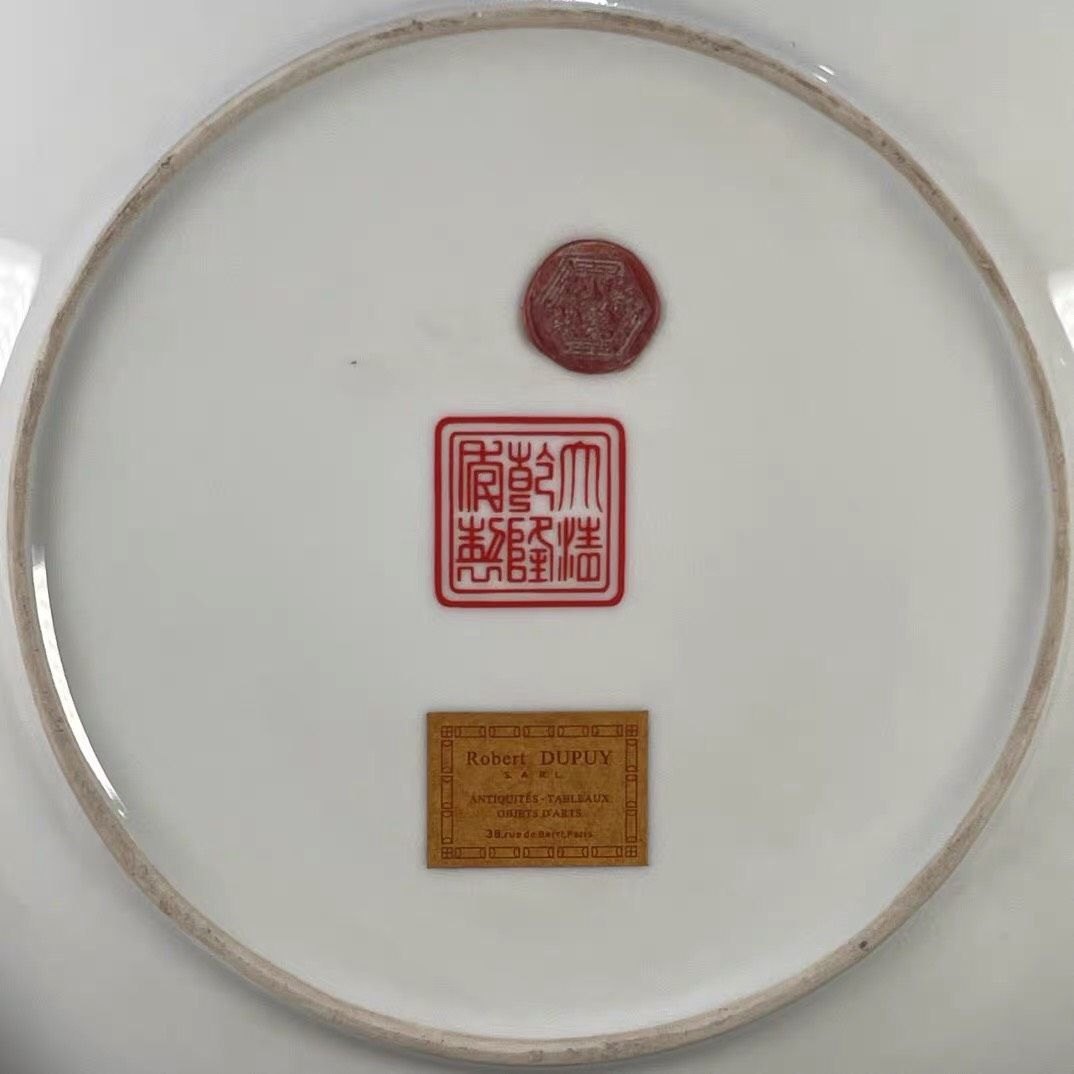 大清
乾隆
年製
Robert DUPUY
S.A.R.L.
ANTIQUITÉS - TABLEAUX
OBJETS D'ARTS
38, rue de Berri, Paris